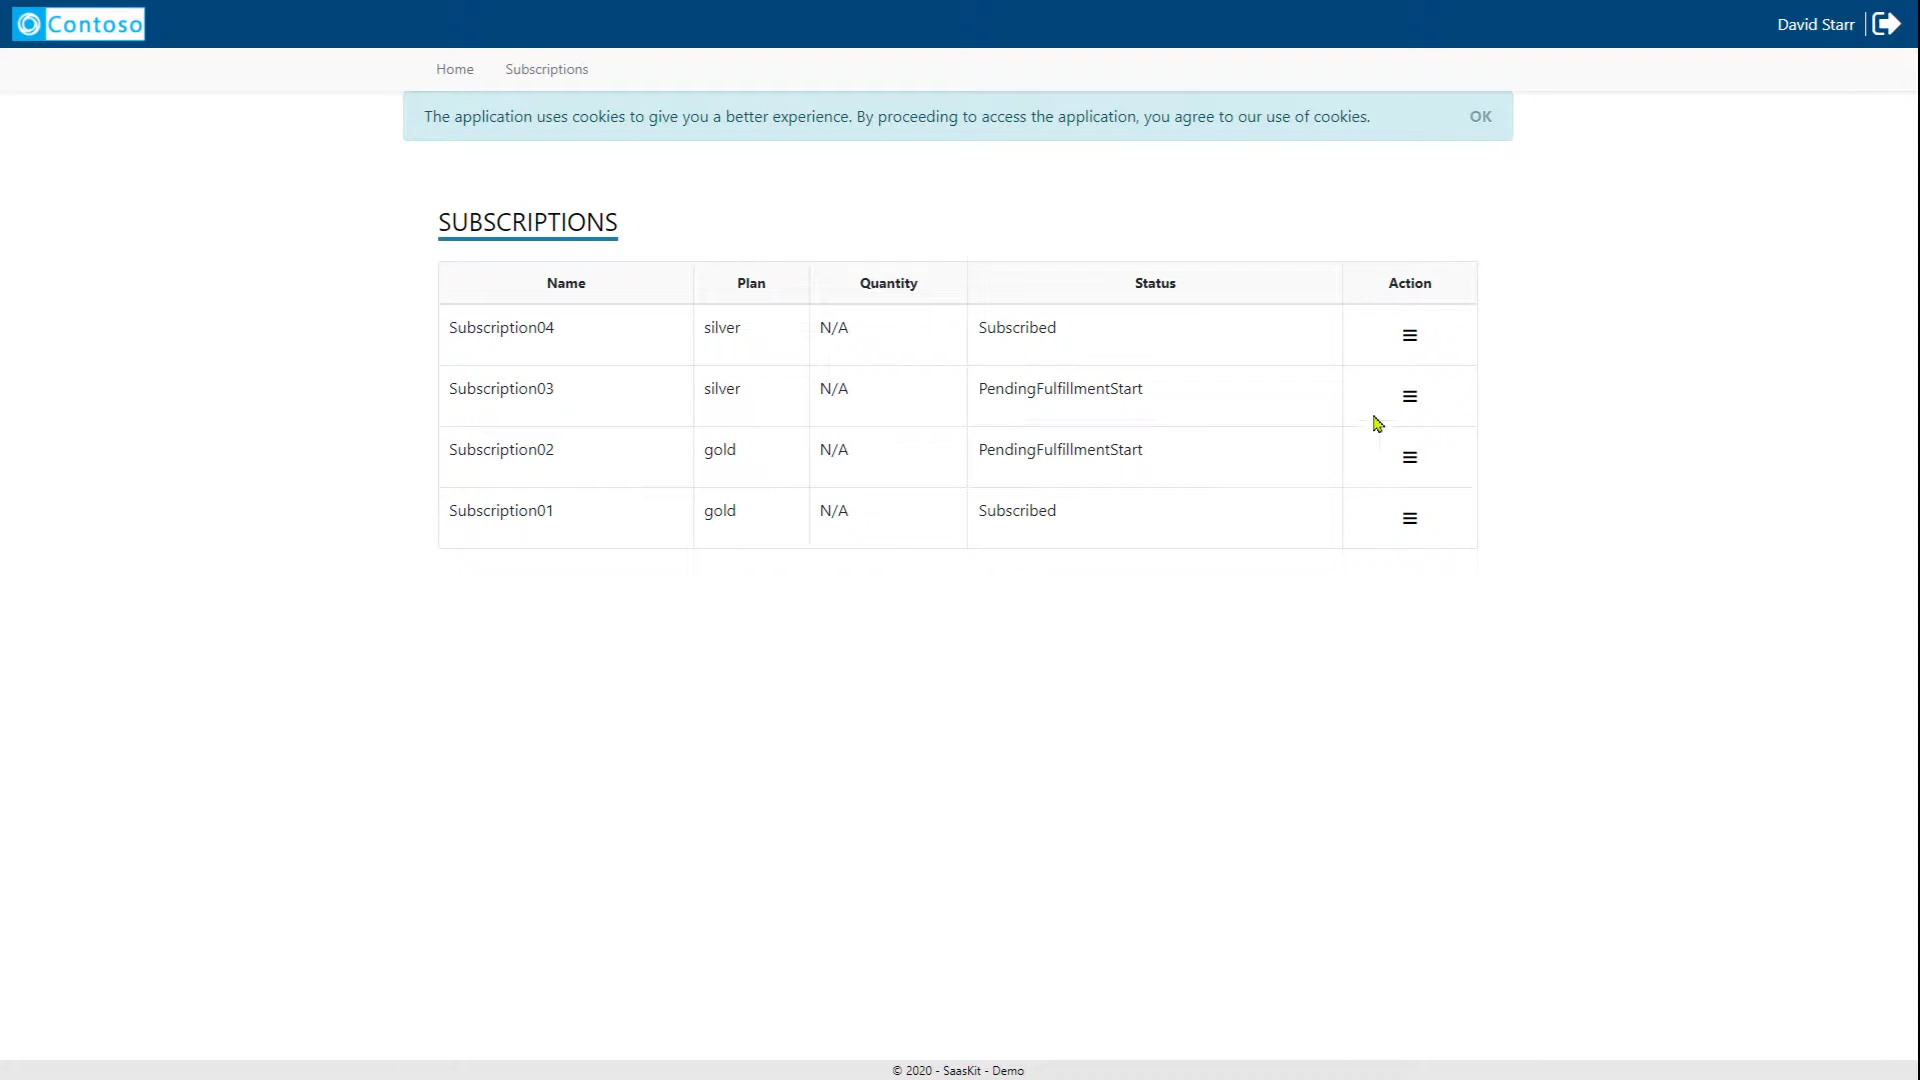 Contoso
David Starr
Home Subscriptions
The application uses cookies to give you a better experience. By proceeding to access the application, you agree to our use of cookies. OK
SUBSCRIPTIONS
Name Plan Quantity Status Action
Subscription04 silver N/A Subscribed
Subscription03 silver N/A PendingFulfillmentStart
Subscription02 gold N/A PendingFulfillmentStart
Subscription01 gold N/A Subscribed
© 2020 - SaasKit - Demo